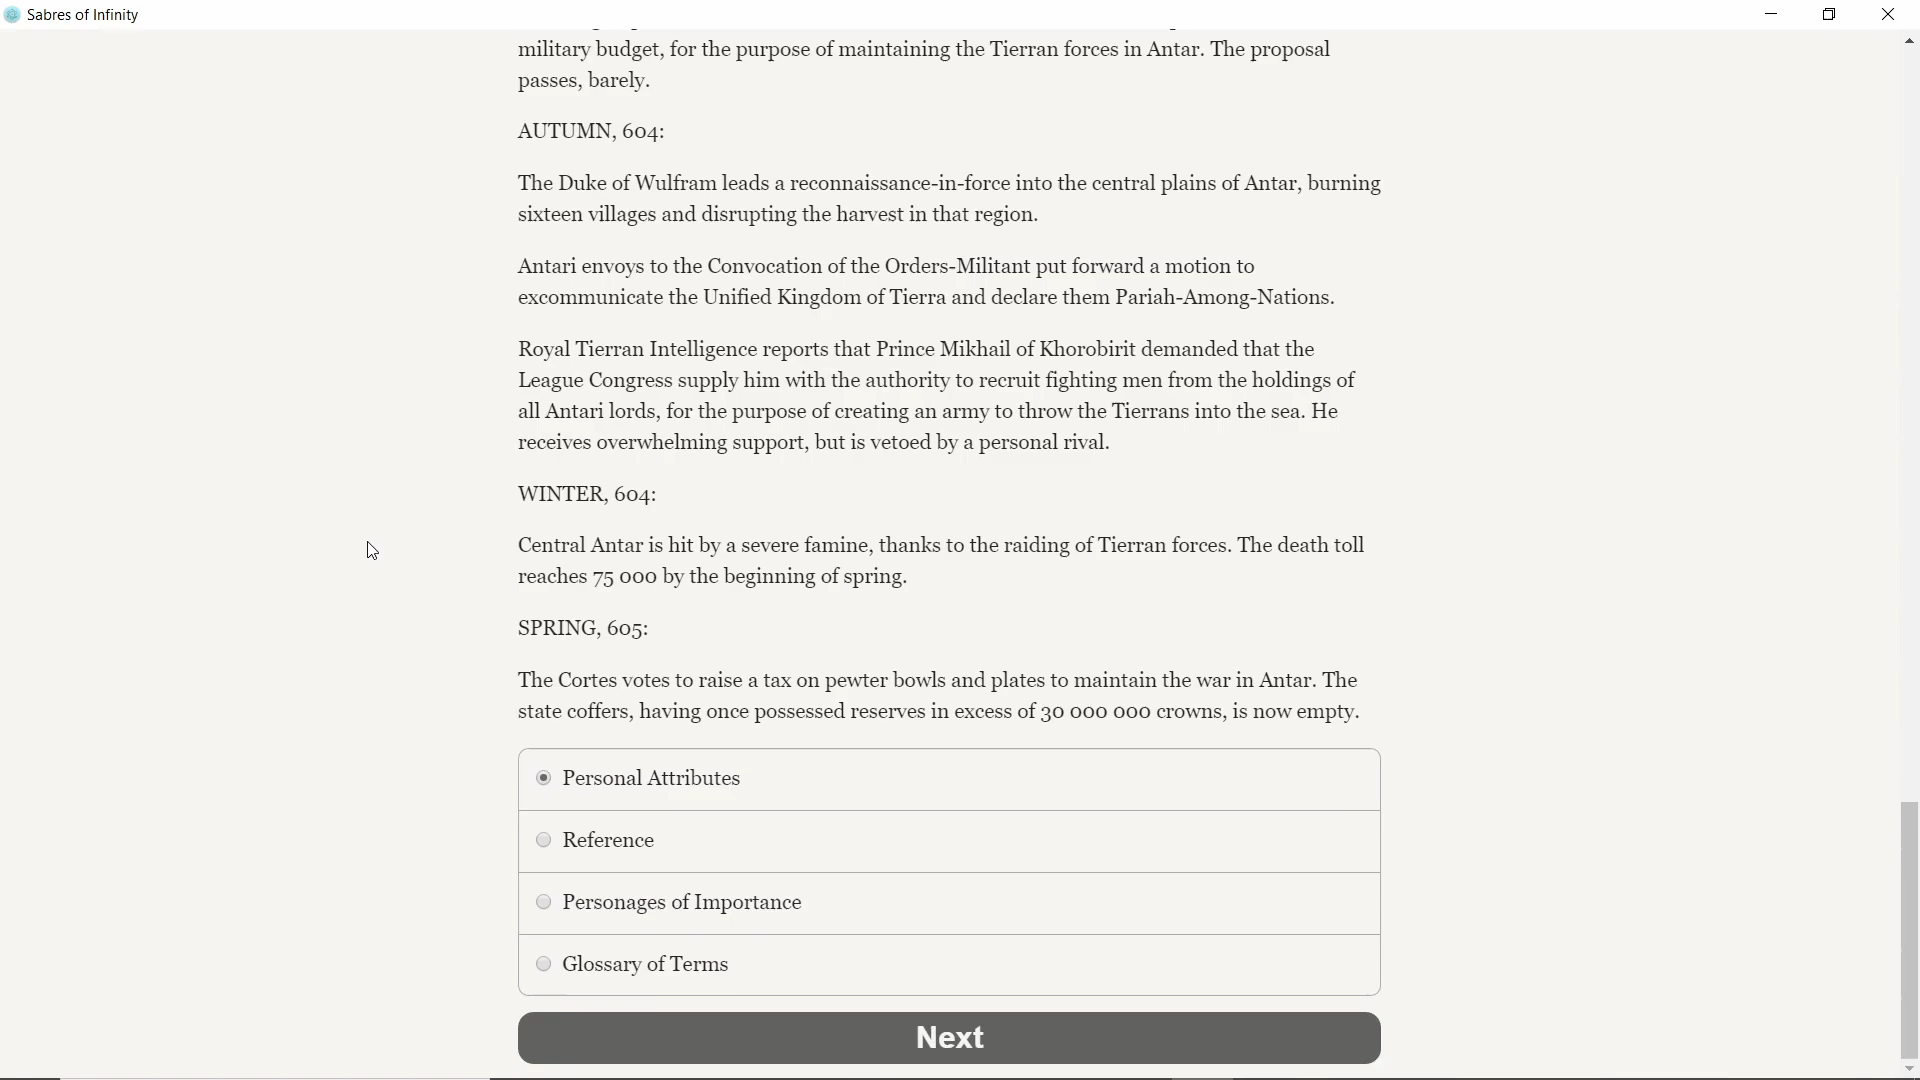 Sabres of Infinity
military budget, for the purpose of maintaining the Tierran forces in Antar. The proposal
passes, barely.
AUTUMN, 604:
The Duke of Wulfram leads a reconnaissance-in-force into the central plains of Antar, burning
sixteen villages and disrupting the harvest in that region.
Antari envoys to the Convocation of the Orders-Militant put forward a motion to
excommunicate the Unified Kingdom of Tierra and declare them Pariah-Among-Nations.
Royal Tierran Intelligence reports that Prince Mikhail of Khorobirit demanded that the
League Congress supply him with the authority to recruit fighting men from the holdings of
all Antari lords, for the purpose of creating an army to throw the Tierrans into the sea. He
receives overwhelming support, but is vetoed by a personal rival.
WINTER, 604:
Central Antar is hit by a severe famine, thanks to the raiding of Tierran forces. The death toll
reaches 75 000 by the beginning of spring.
SPRING, 605:
The Cortes votes to raise a tax on pewter bowls and plates to maintain the war in Antar. The
state coffers, having once possessed reserves in excess of 30 000 000 crowns, is now empty.
Personal Attributes
Reference
Personages of Importance
Glossary of Terms
Next